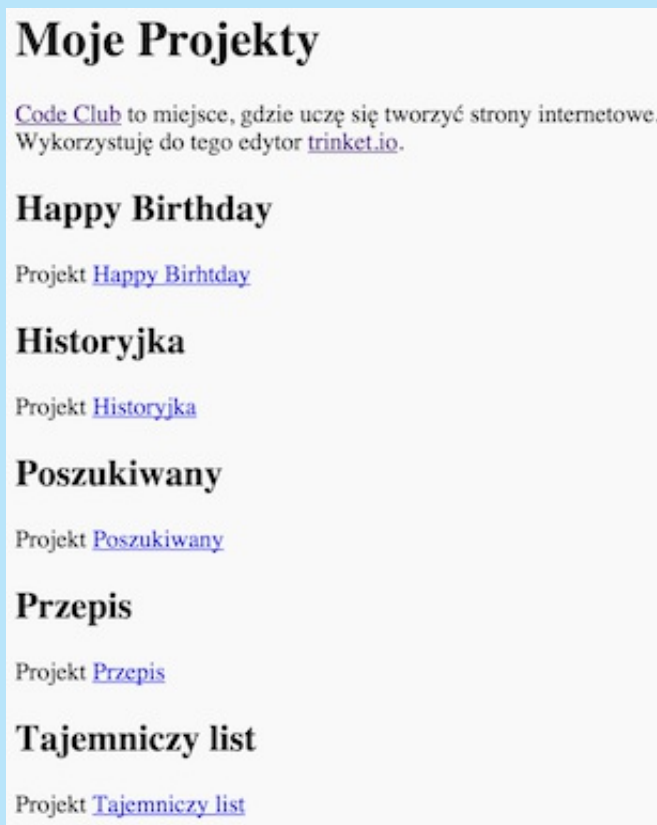 Moje Projekty
Code Club to miejsce, gdzie uczę się tworzyć strony internetowe.
Wykorzystuję do tego edytor trinket.io.
Happy Birthday
Projekt Happy Birhtday
Historyjka
Projekt Historyjka
Poszukiwany
Projekt Poszukiwany
Przepis
Projekt Przepis
Tajemniczy list
Projekt Tajemniczy list